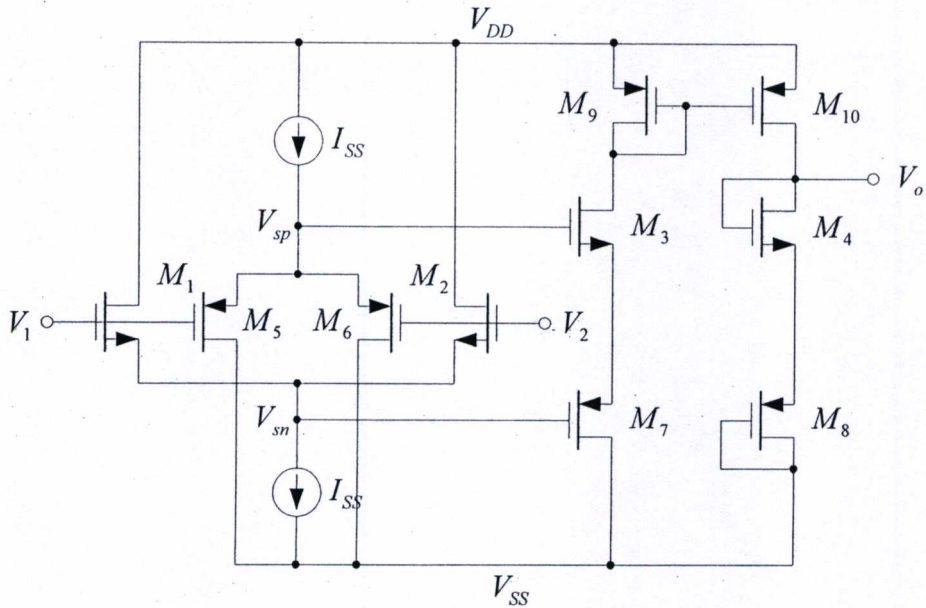 V_DD
M_9
M_10
I_SS
V_o
V_sp
M_3
M_4
M_1
M_2
V_1
M_5
M_6
V_2
V_sn
M_7
M_8
I_SS
V_SS